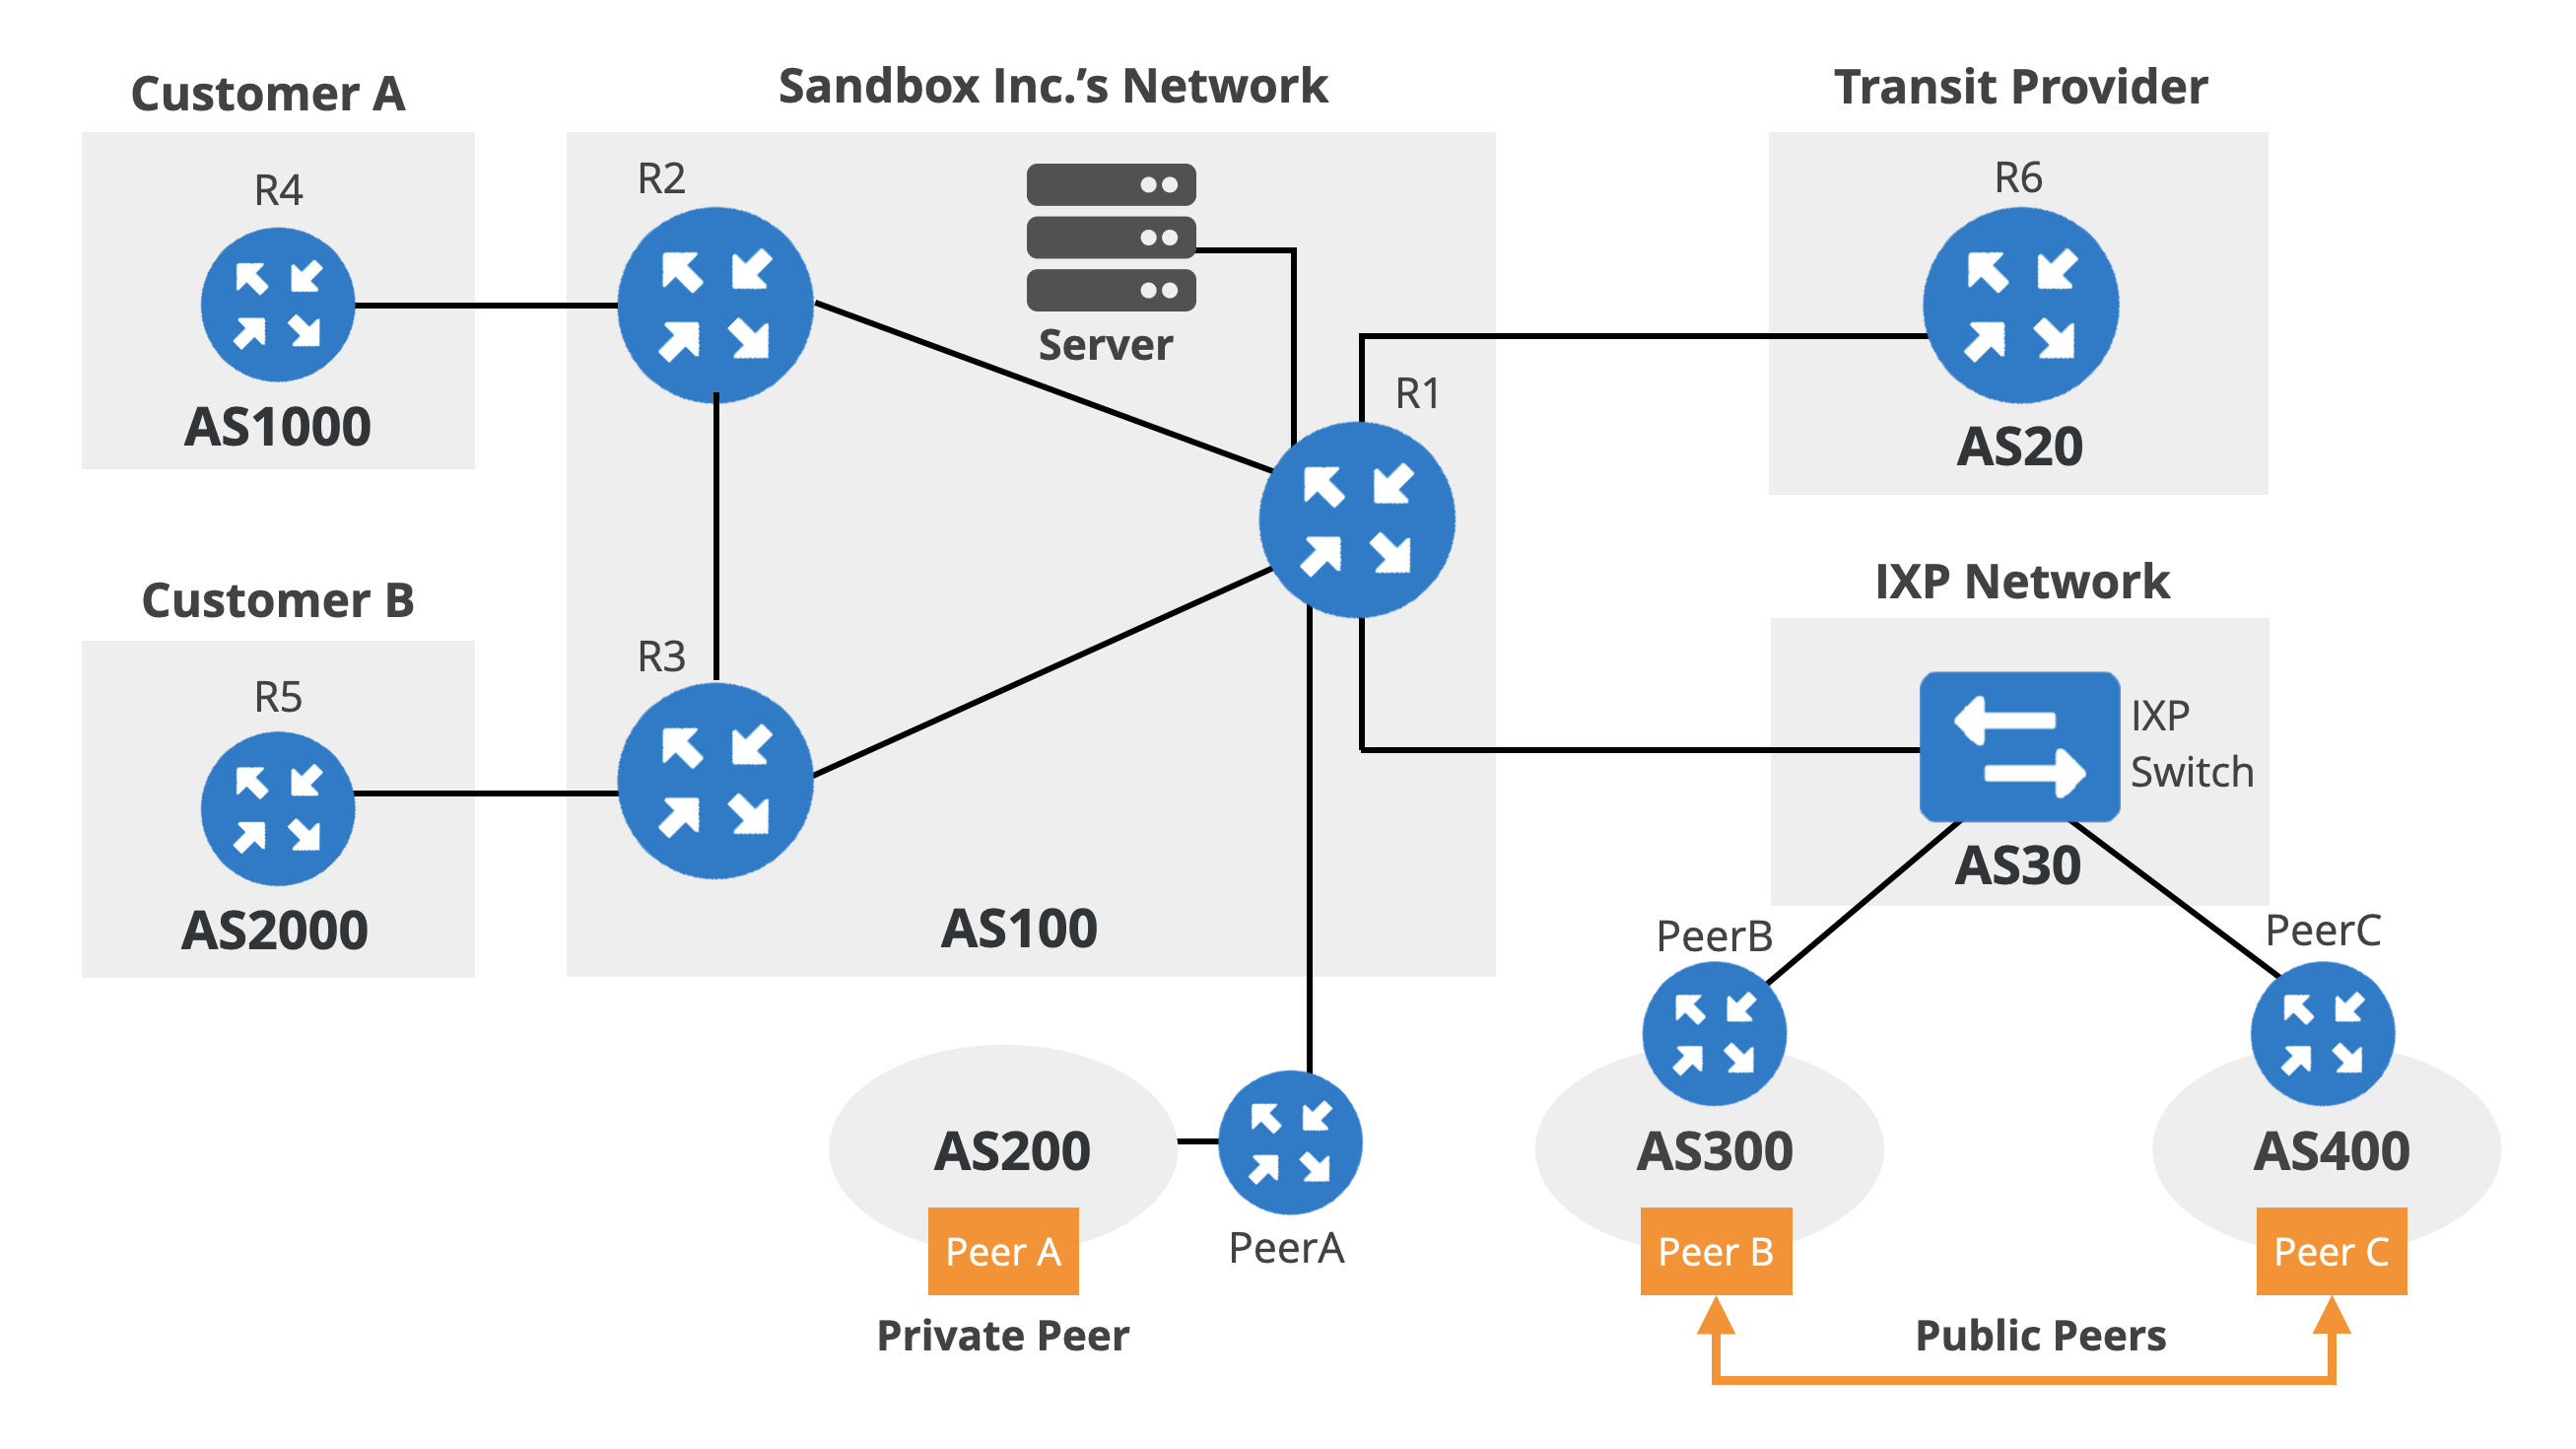 Customer A
R4
AS1000
Customer B
R5
AS2000
Sandbox Inc.’s Network
R2
Server
R1
R3
AS100
Transit Provider
R6
AS20
IXP Network
IXP
Switch
AS30
AS200
Peer A
PeerA
Private Peer
PeerB
AS300
Peer B
PeerC
AS400
Peer C
Public Peers